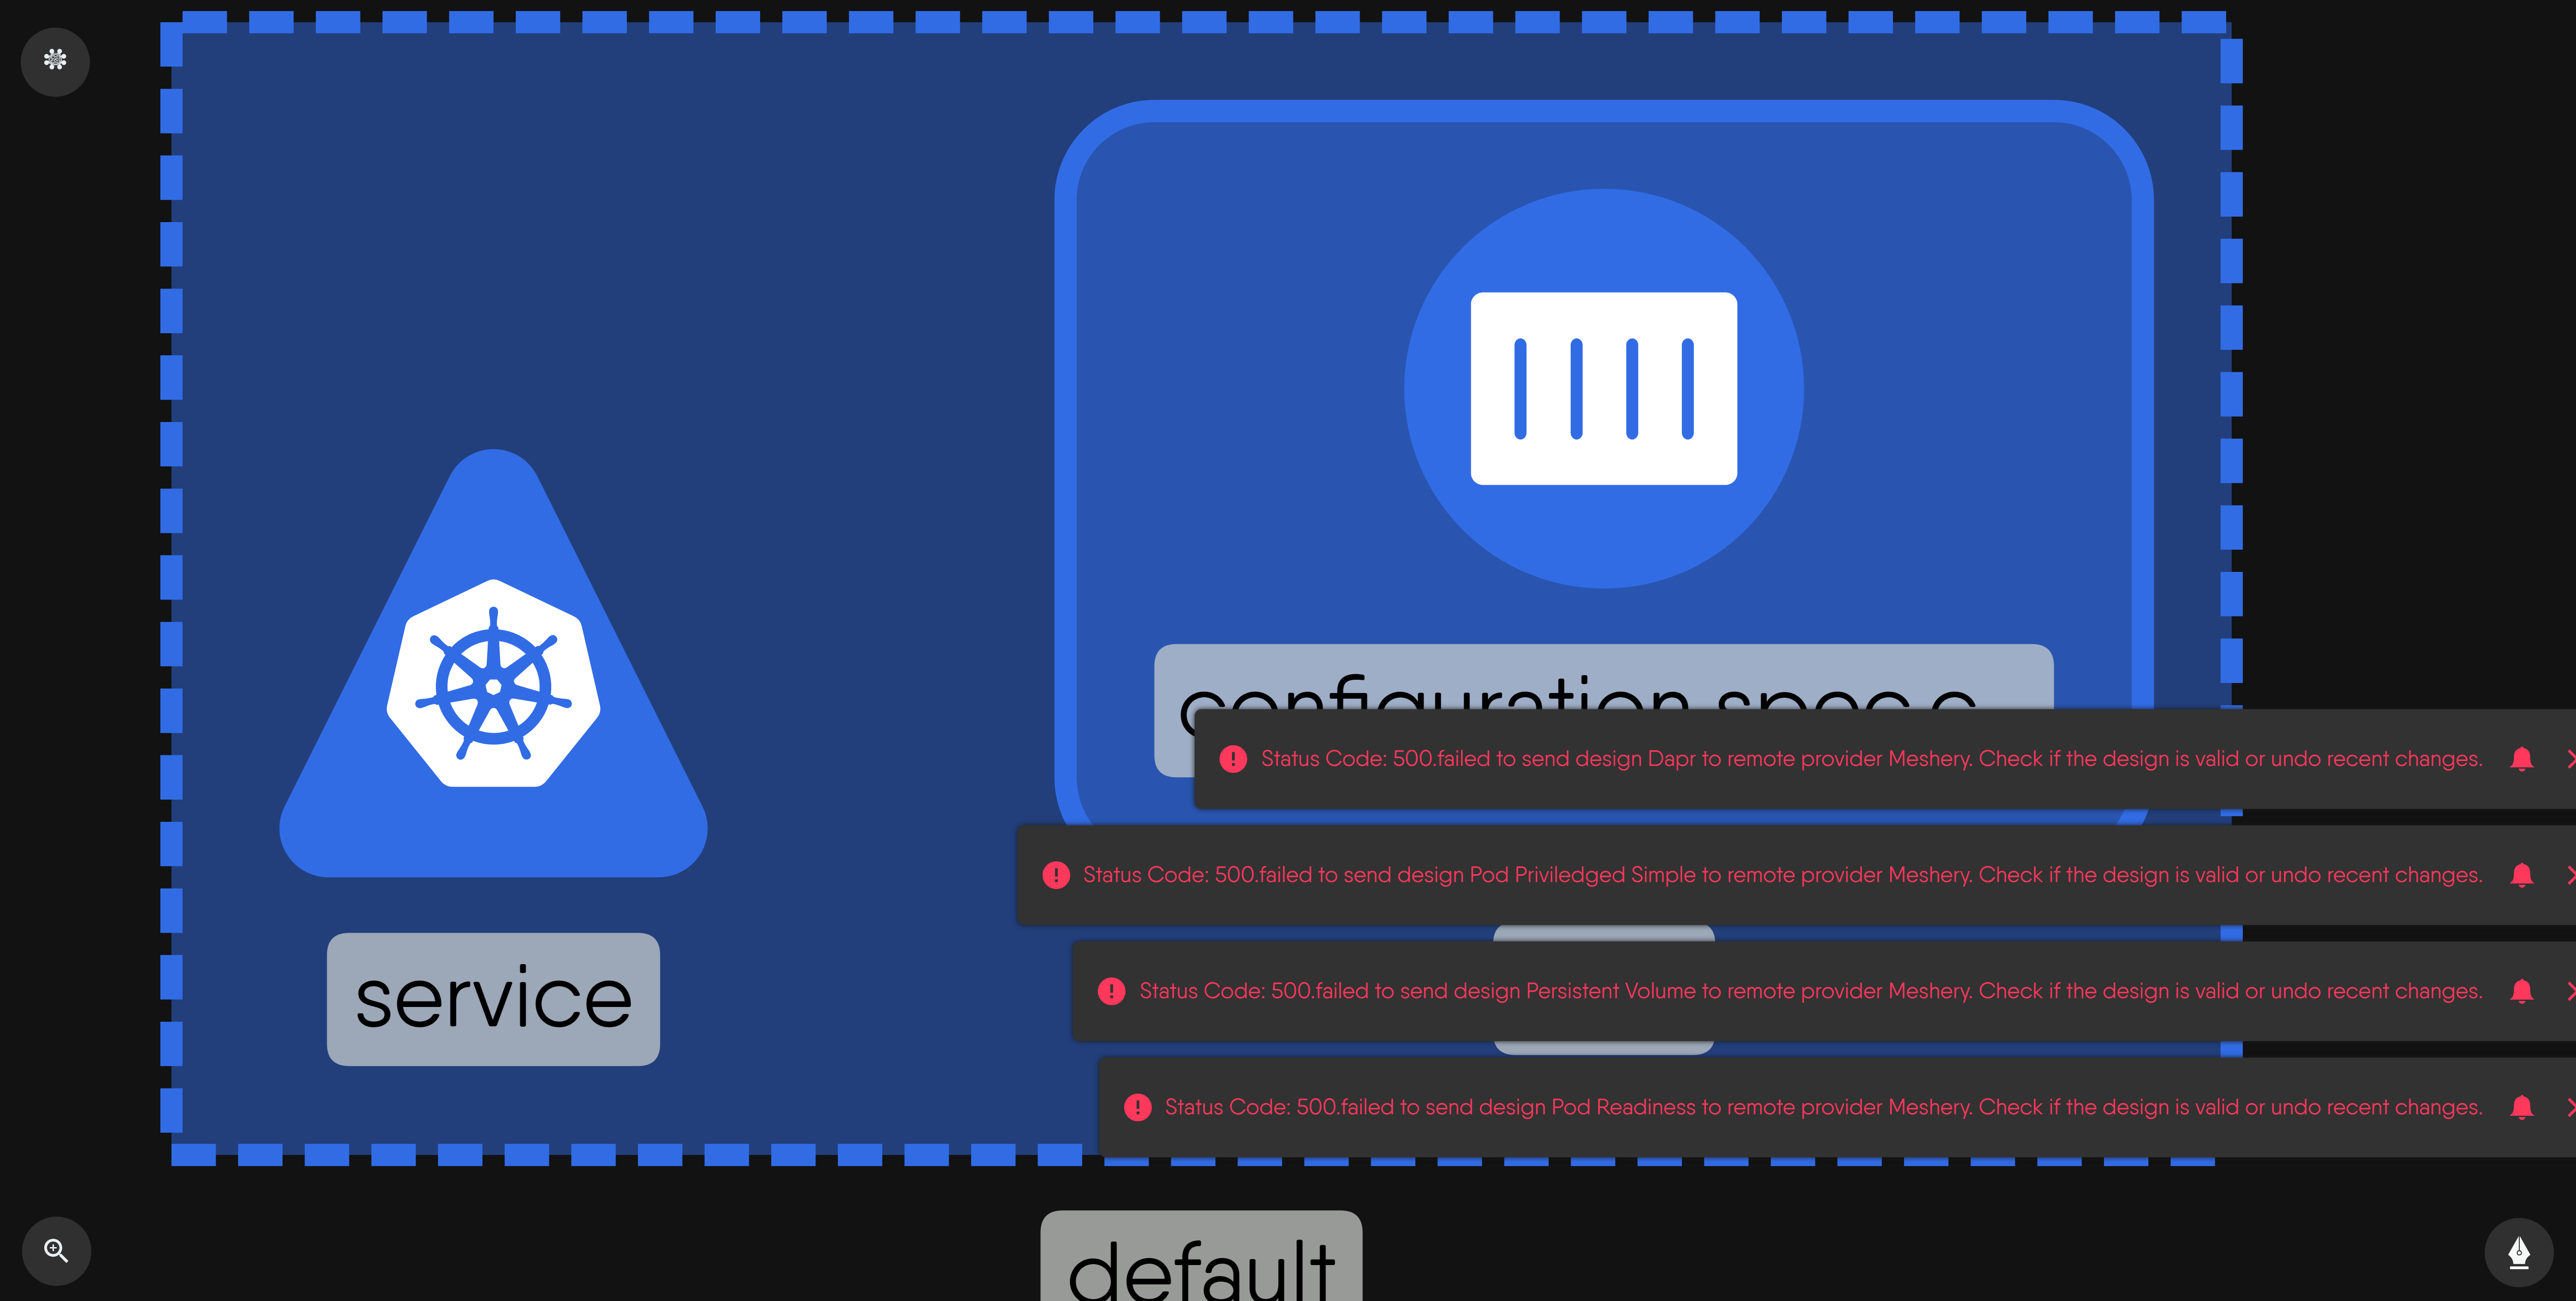 configuration spec c
Status Code: 500.failed to send design Dapr to remote provider Meshery. Check if the design is valid or undo recent changes.
Status Code: 500.failed to send design Pod Priviledged Simple to remote provider Meshery. Check if the design is valid or undo recent changes.
service
Status Code: 500.failed to send design Persistent Volume to remote provider Meshery. Check if the design is valid or undo recent changes.
Status Code: 500.failed to send design Pod Readiness to remote provider Meshery. Check if the design is valid or undo recent changes.
default